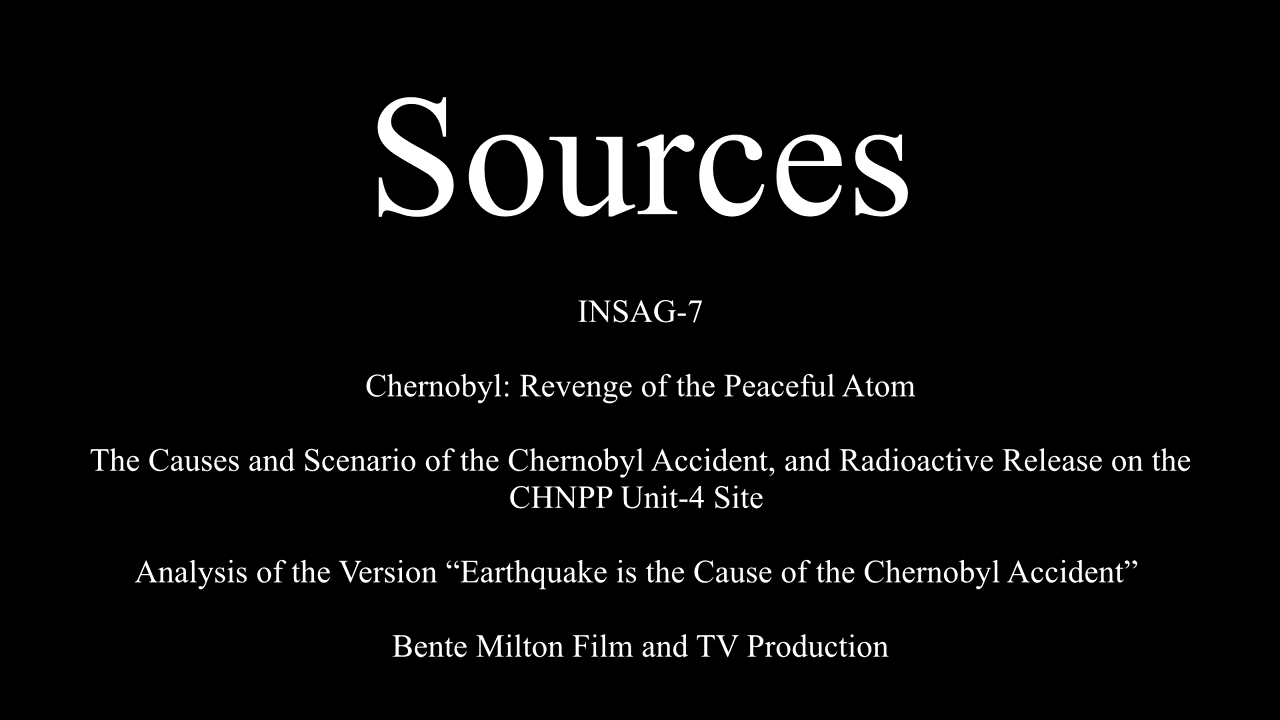 Sources
INSAG-7
Chernobyl: Revenge of the Peaceful Atom
The Causes and Scenario of the Chernobyl Accident, and Radioactive Release on the
CHNPP Unit-4 Site
Analysis of the Version “Earthquake is the Cause of the Chernobyl Accident”
Bente Milton Film and TV Production